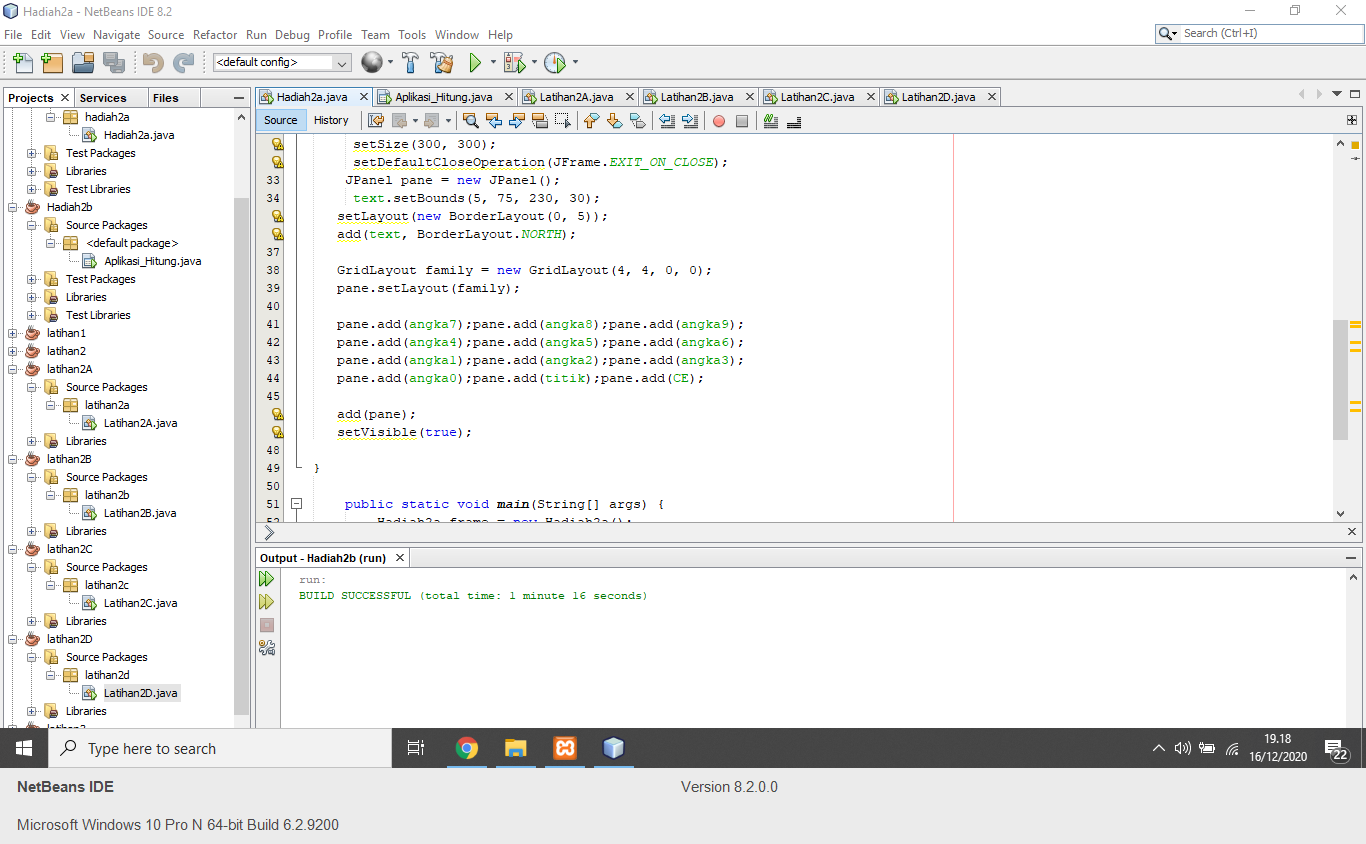 Hadiah2a - NetBeans IDE 8.2
File Edit View Navigate Source Refactor Run Debug Profile Team Tools Window Help
Search (Ctrl+I)
<default config>
Projects Services Files
hadiah2a
Hadiah2a.java
Test Packages
Libraries
Test Libraries
Hadiah2b
Source Packages
<default package>
Aplikasi_Hitung.java
Test Packages
Libraries
Test Libraries
latihan1
latihan2
latihan2A
Source Packages
latihan2a
Latihan2A.java
Libraries
latihan2B
Source Packages
latihan2b
Latihan2B.java
Libraries
latihan2C
Source Packages
latihan2c
Latihan2C.java
Libraries
latihan2D
Source Packages
latihan2d
Latihan2D.java
Libraries
Hadiah2a.java Aplikasi_Hitung.java Latihan2A.java Latihan2B.java Latihan2C.java Latihan2D.java
Source History
setSize(300, 300);
setDefaultCloseOperation(JFrame.EXIT_ON_CLOSE);
33 JPanel pane = new JPanel();
34 text.setBounds(5, 75, 230, 30);
setLayout(new BorderLayout(0, 5));
add(text, BorderLayout.NORTH);
37
38 GridLayout family = new GridLayout(4, 4, 0, 0);
39 pane.setLayout(family);
40
41 pane.add(angka7);pane.add(angka8);pane.add(angka9);
42 pane.add(angka4);pane.add(angka5);pane.add(angka6);
43 pane.add(angka1);pane.add(angka2);pane.add(angka3);
44 pane.add(angka0);pane.add(titik);pane.add(CE);
45
add(pane);
setVisible(true);
48
49 }
50
51 public static void main(String[] args) {
52 Hadiah2a frame = new Hadiah2a();
Output - Hadiah2b (run)
run:
BUILD SUCCESSFUL (total time: 1 minute 16 seconds)
Type here to search
19.18
16/12/2020
22
NetBeans IDE Version 8.2.0.0
Microsoft Windows 10 Pro N 64-bit Build 6.2.9200